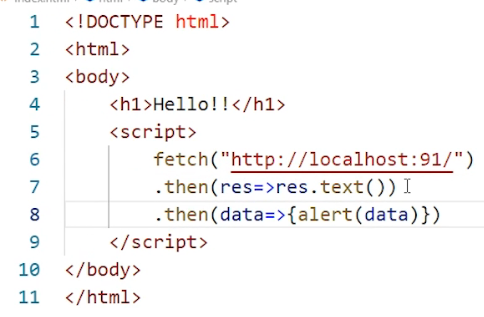 1 <!DOCTYPE html>
2 <html>
3 <body>
4 <h1>Hello!!</h1>
5 <script>
6 fetch("http://localhost:91/")
7 .then(res=>res.text())
8 .then(data=>{alert(data)})
9 </script>
10 </body>
11 </html>